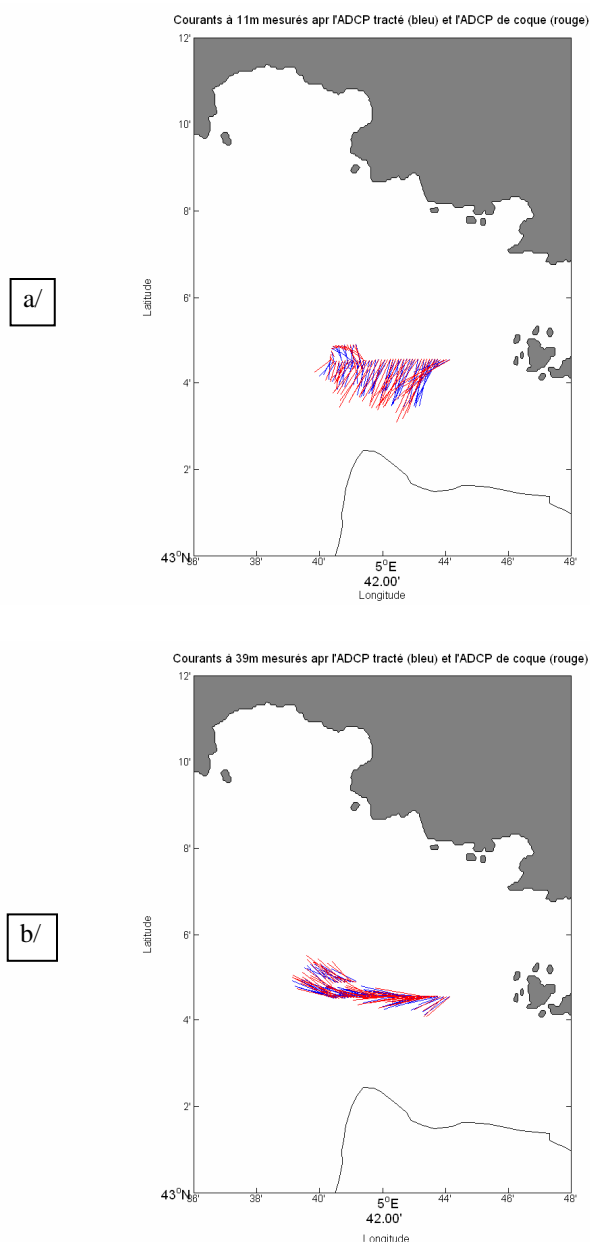 Courants à 11m mesurés apr l'ADCP tracté (bleu) et l'ADCP de coque (rouge)
12'
10'
8'
a/
6'
Latitude
4'
2'
43°N
36' 38' 40' 5°E 44' 46' 48'
42.00'
Longitude
Courants à 39m mesurés apr l'ADCP tracté (bleu) et l'ADCP de coque (rouge)
12'
10'
8'
b/
6'
Latitude
4'
2'
43°N
36' 38' 40' 5°E 44' 46' 48'
42.00'
Longitude